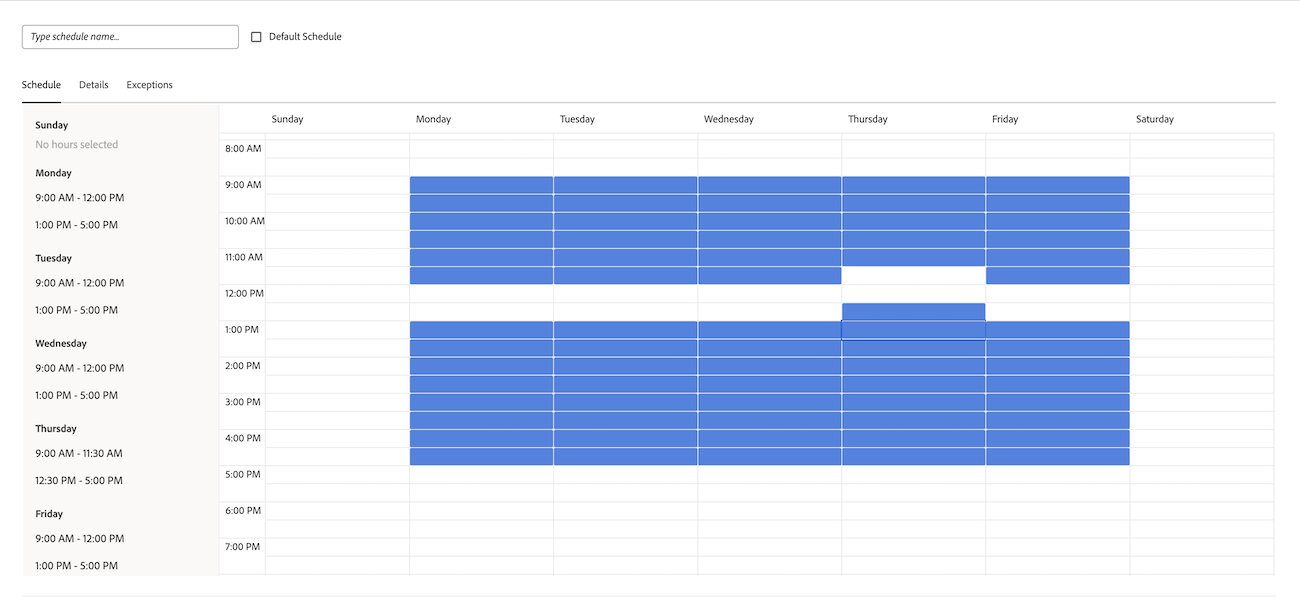 Type schedule name...
Default Schedule
Schedule Details Exceptions
Sunday
No hours selected
Monday
9:00 AM - 12:00 PM
1:00 PM - 5:00 PM
Tuesday
9:00 AM - 12:00 PM
1:00 PM - 5:00 PM
Wednesday
9:00 AM - 12:00 PM
1:00 PM - 5:00 PM
Thursday
9:00 AM - 11:30 AM
12:30 PM - 5:00 PM
Friday
9:00 AM - 12:00 PM
1:00 PM - 5:00 PM
Sunday Monday Tuesday Wednesday Thursday Friday Saturday
8:00 AM
9:00 AM
10:00 AM
11:00 AM
12:00 PM
1:00 PM
2:00 PM
3:00 PM
4:00 PM
5:00 PM
6:00 PM
7:00 PM